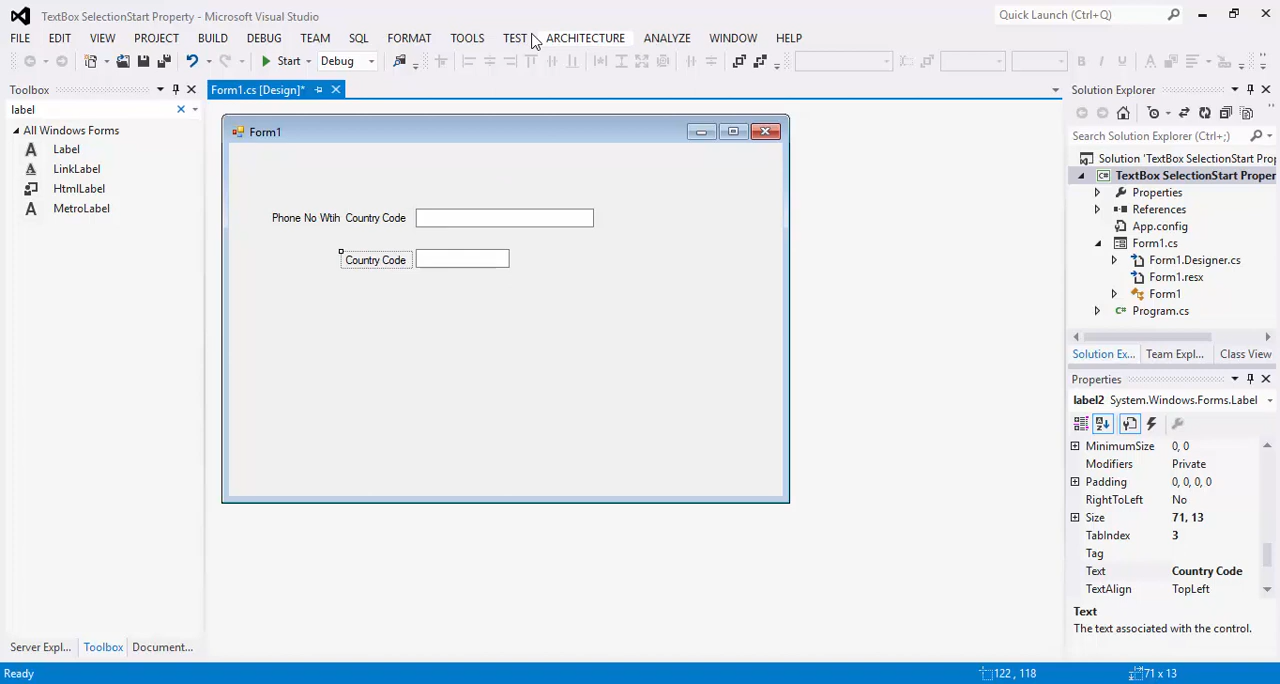 TextBox SelectionStart Property - Microsoft Visual Studio
Quick Launch (Ctrl+Q)
FILE EDIT VIEW PROJECT BUILD DEBUG TEAM SQL FORMAT TOOLS TEST ARCHITECTURE ANALYZE WINDOW HELP
Start Debug
Toolbox
label
All Windows Forms
A Label
A LinkLabel
HtmlLabel
A MetroLabel
Form1.cs [Design]*
Form1
Phone No Wtih Country Code
Country Code
Solution Explorer
Search Solution Explorer (Ctrl+;)
Solution 'TextBox SelectionStart Prop
C# TextBox SelectionStart Proper
Properties
References
App.config
Form1.cs
Form1.Designer.cs
Form1.resx
Form1
C# Program.cs
Solution Ex... Team Expl... Class View
Properties
label2 System.Windows.Forms.Label
MinimumSize 0, 0
Modifiers Private
Padding 0, 0, 0, 0
RightToLeft No
Size 71, 13
TabIndex 3
Tag
Text Country Code
TextAlign TopLeft
Text
The text associated with the control.
Server Expl... Toolbox Document...
Ready 122 , 118 71 x 13